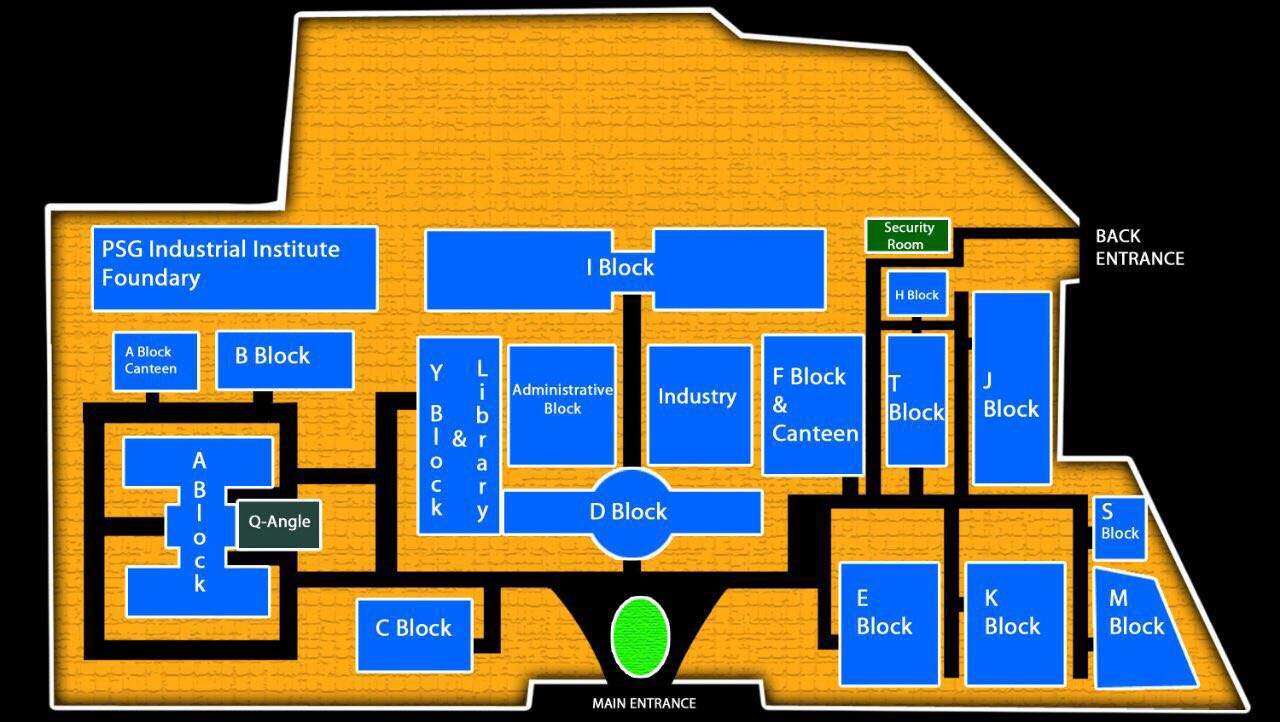 Security
Room
BACK
ENTRANCE
PSG Industrial Institute
Foundary
I Block
H Block
A Block
Canteen
B Block
Y Block
&
Library
Administrative
Block
Industry
F Block
&
Canteen
T
Block
J
Block
A Block
Q-Angle
D Block
S
Block
C Block
E
Block
K
Block
M
Block
MAIN ENTRANCE